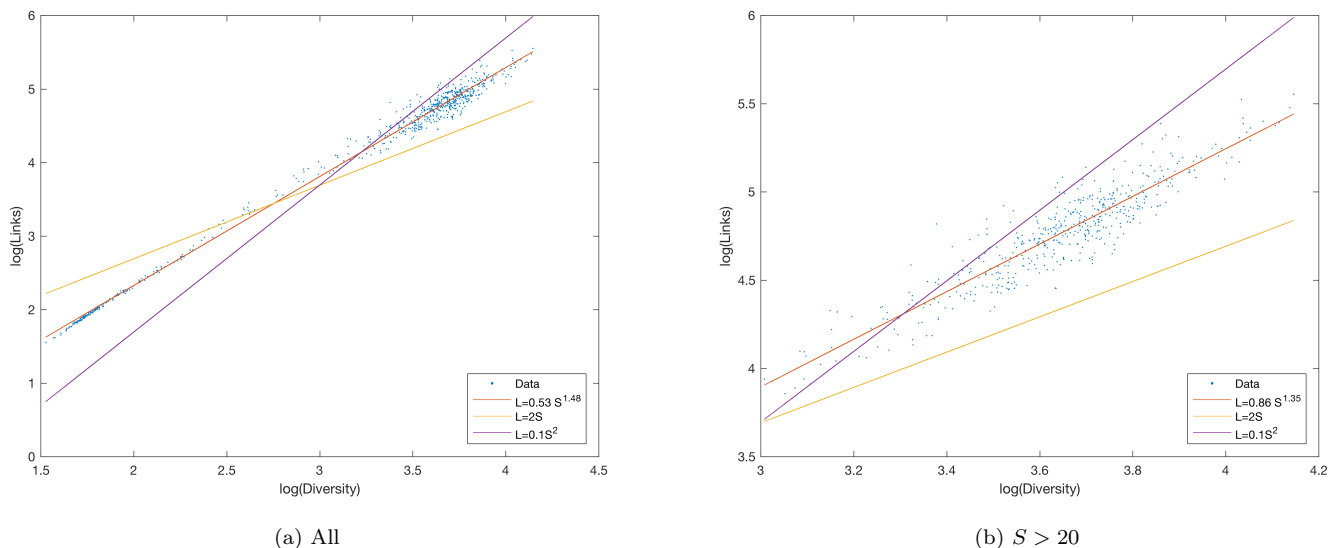 6
5
4
3
2
1
0
log(Links)
1.5 2 2.5 3 3.5 4 4.5
log(Diversity)
Data
L=0.53 S^1.48
L=2S
L=0.1S^2
(a) All
6
5.5
5
4.5
4
3.5
log(Links)
3 3.2 3.4 3.6 3.8 4 4.2
log(Diversity)
Data
L=0.86 S^1.35
L=2S
L=0.1S^2
(b) S > 20